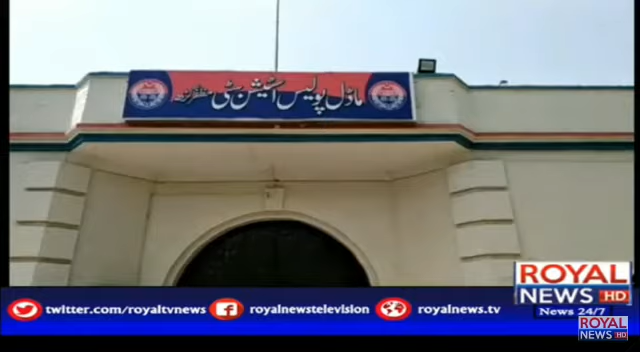 ماڈل پولیس اسٹیشن سٹی مظفرگڑھ
ROYAL
NEWS HD
News 24/7
twitter.com/royaltvnews
royalnewstelevision
royalnews.tv
ROYAL
NEWS HD